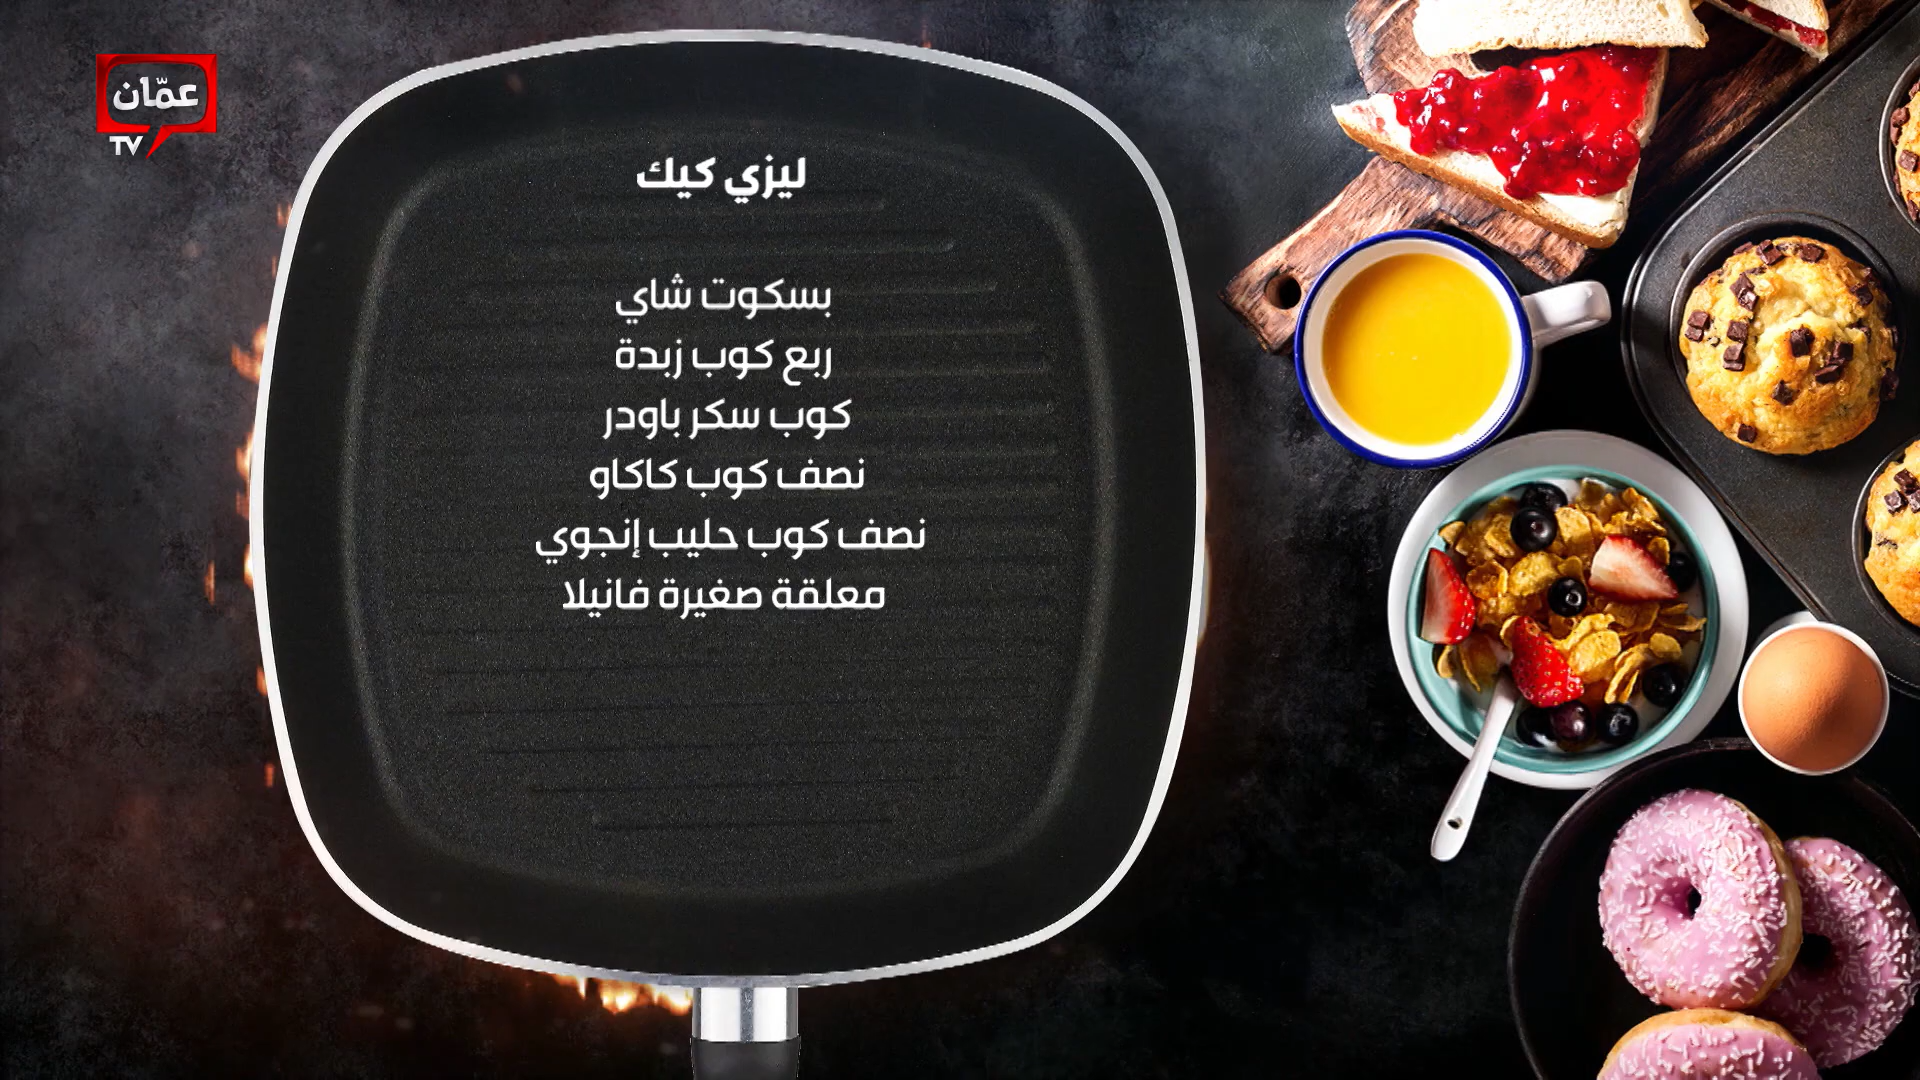 عمّان
TV
ليزي كيك
بسكوت شاي
ربع كوب زبدة
كوب سكر باودر
نصف كوب كاكاو
نصف كوب حليب إنجوي
معلقة صغيرة فانيلا